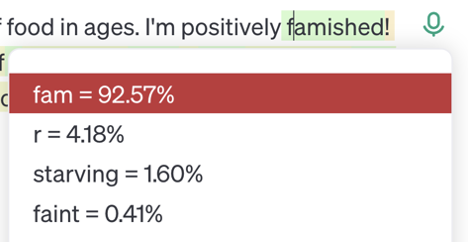 food in ages. I'm positively famished!
f
fam = 92.57%
r = 4.18%
starving = 1.60%
faint = 0.41%